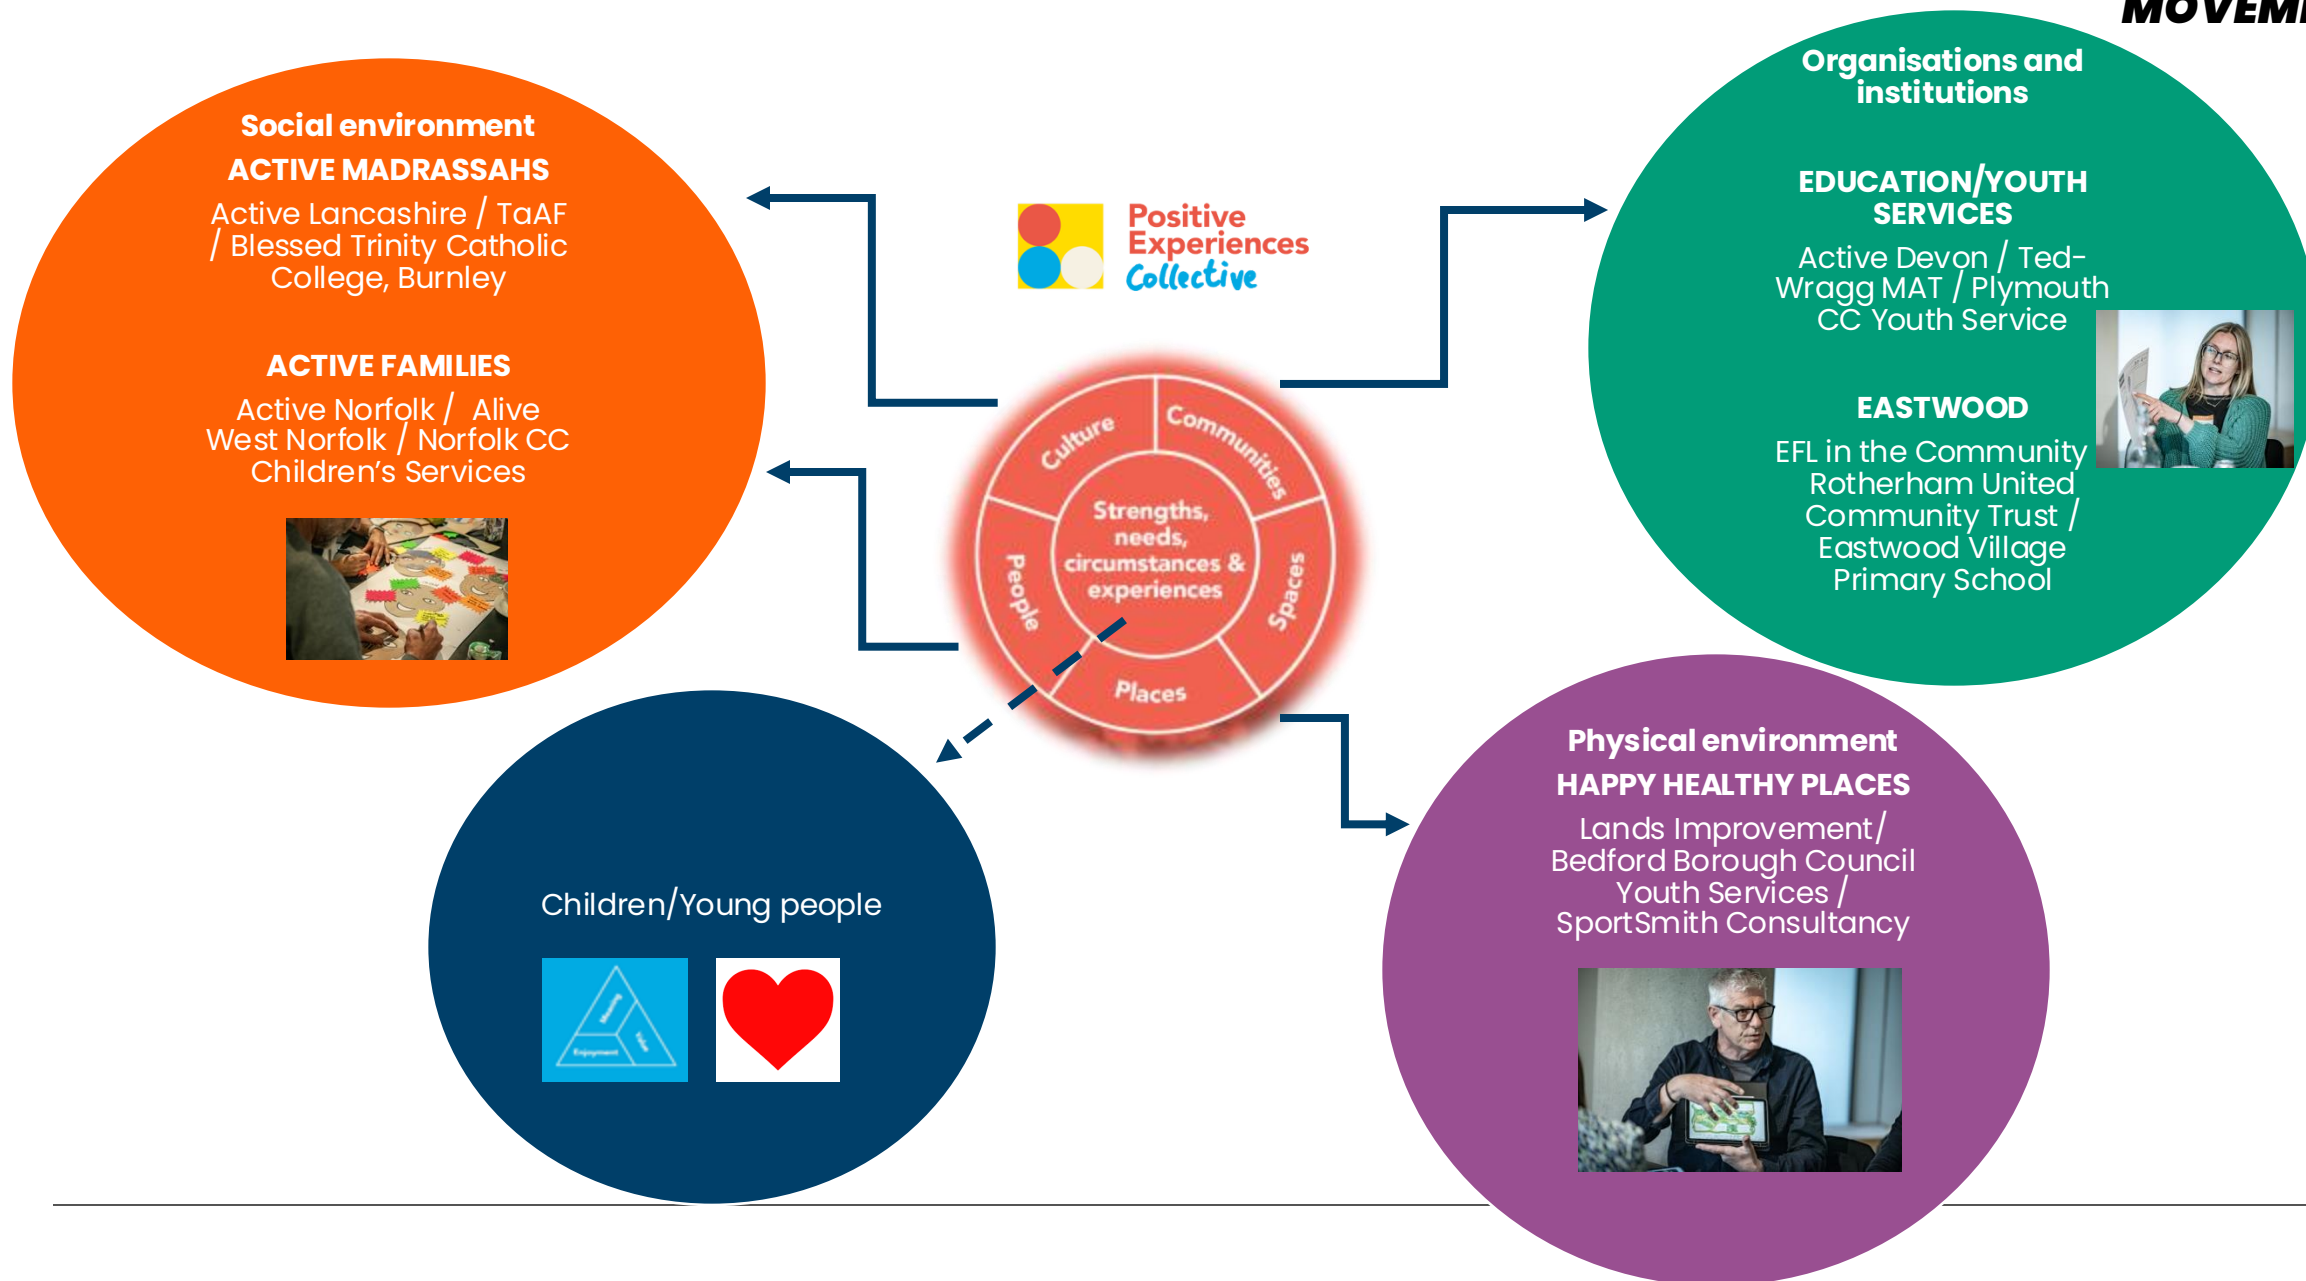 Social environment
ACTIVE MADRASSAHS
Active Lancashire / TaAF
/ Blessed Trinity Catholic
College, Burnley
ACTIVE FAMILIES
Active Norfolk / Alive
West Norfolk / Norfolk CC
Children’s Services
Positive
Experiences
Collective
Culture
Communities
People
Spaces
Places
Strengths,
needs,
circumstances &
experiences
Organisations and
institutions
EDUCATION/YOUTH
SERVICES
Active Devon / Ted-
Wragg MAT / Plymouth
CC Youth Service
EASTWOOD
EFL in the Community
Rotherham United
Community Trust /
Eastwood Village
Primary School
Children/Young people
Meaning
Value
Enjoyment
Physical environment
HAPPY HEALTHY PLACES
Lands Improvement/
Bedford Borough Council
Youth Services /
SportSmith Consultancy